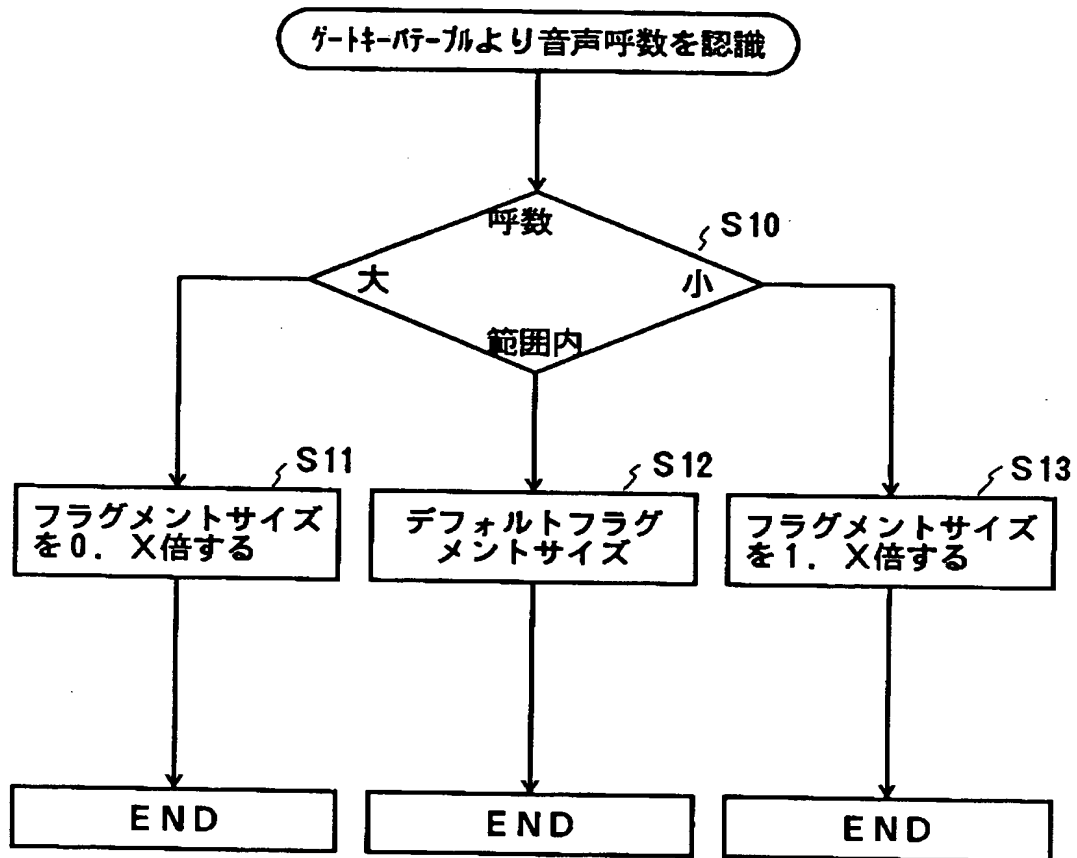 ｹﾞｰﾄｷｰﾊﾟﾃｰﾌﾞﾙより音声呼数を認識
呼数
S10
大
小
範囲内
S11
S12
S13
フラグメントサイズ
を0．X倍する
デフォルトフラグ
メントサイズ
フラグメントサイズ
を1．X倍する
END
END
END